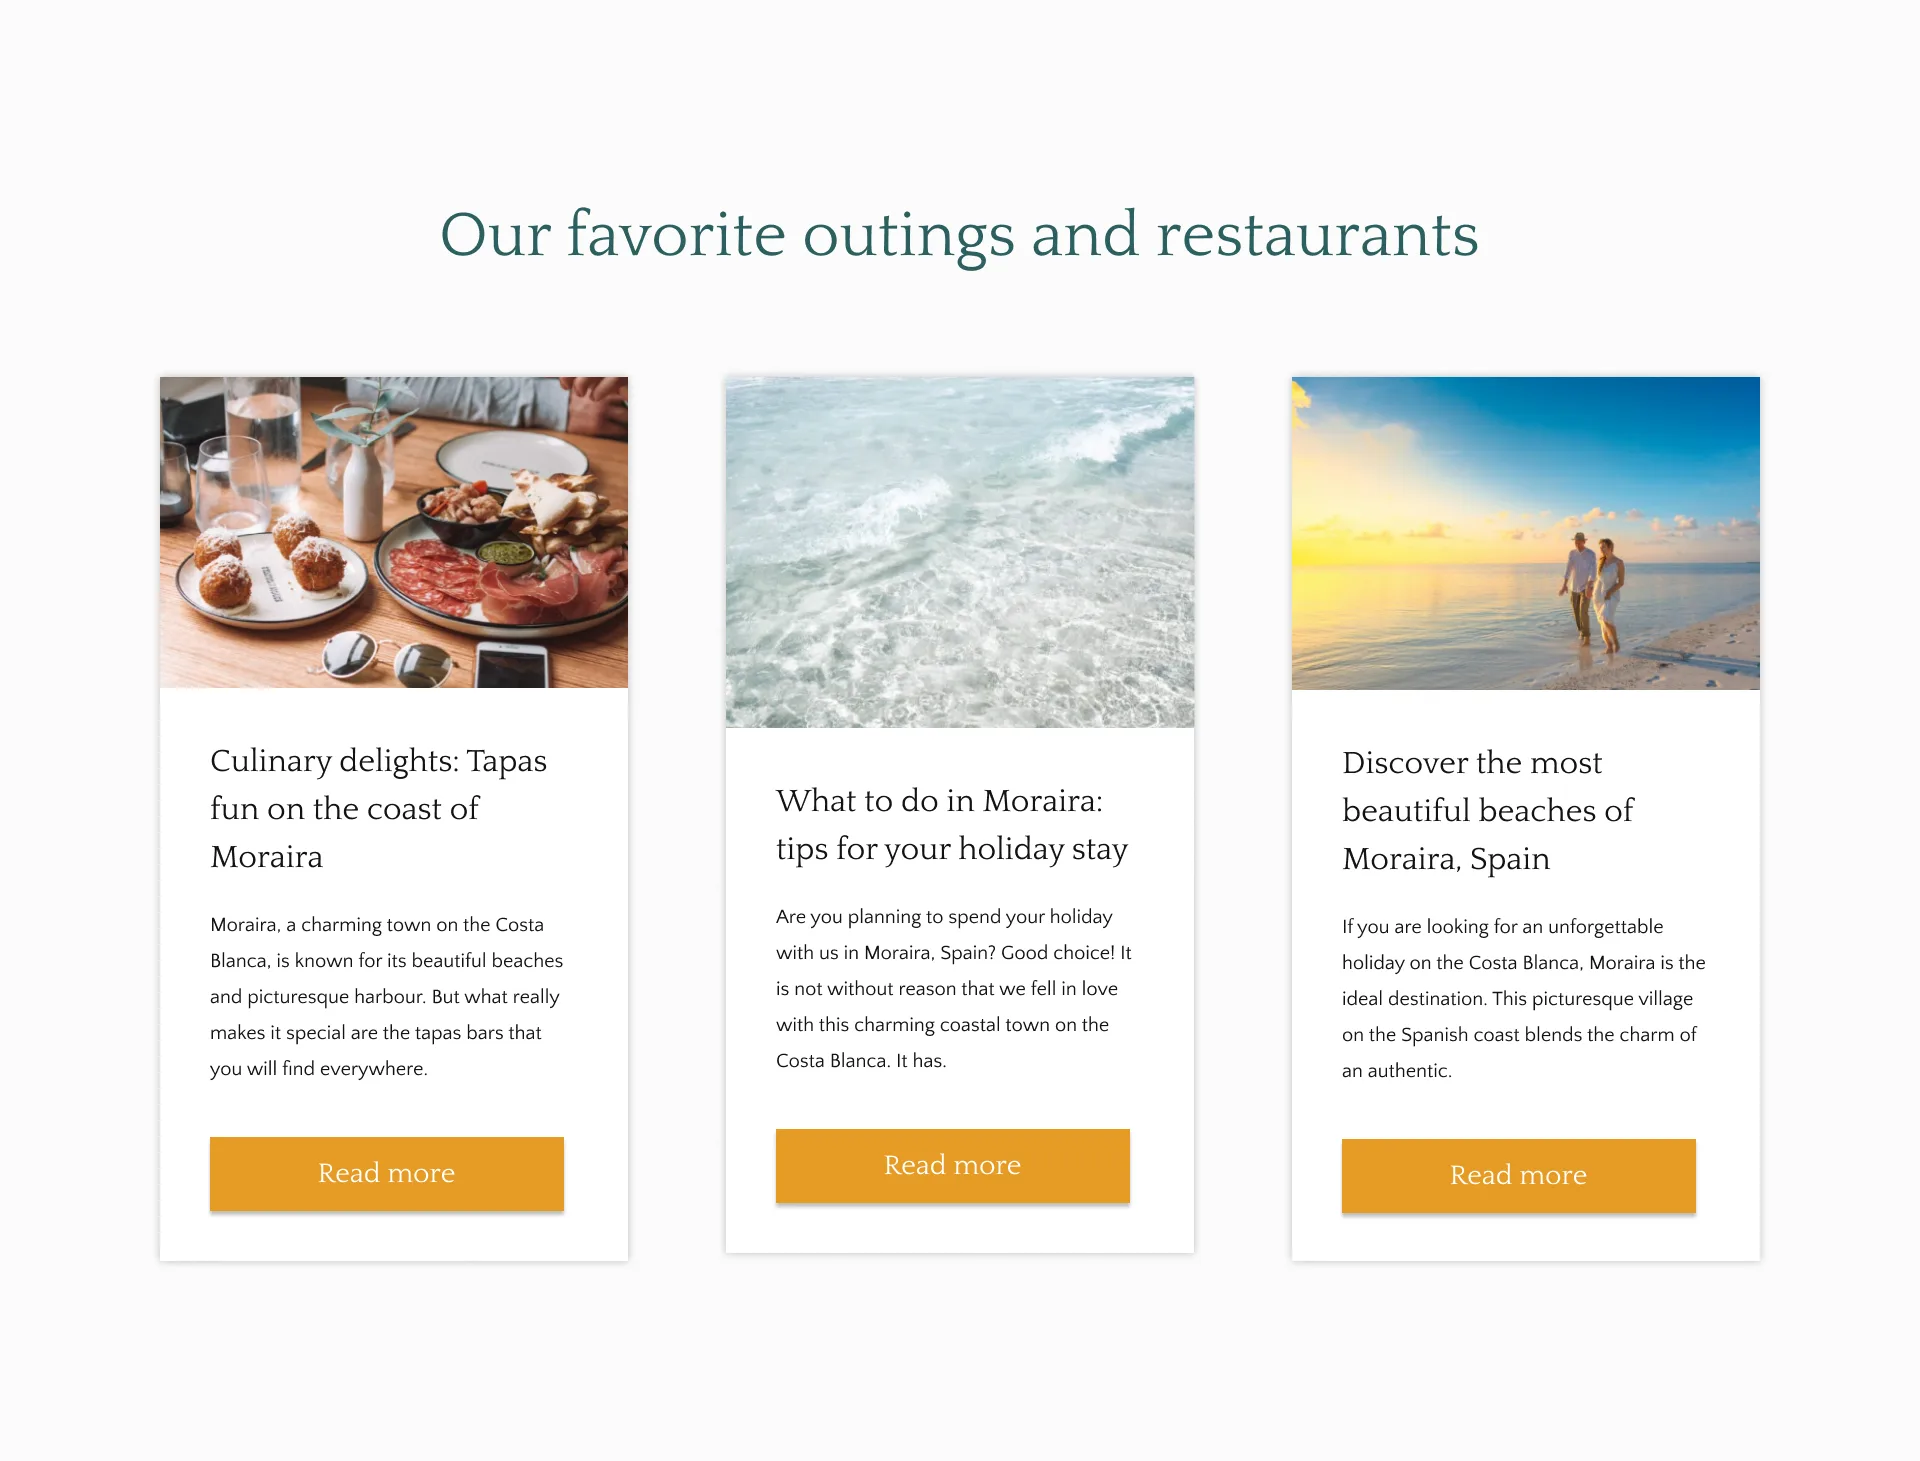 Our favorite outings and restaurants
Culinary delights: Tapas
fun on the coast of
Moraira
Moraira, a charming town on the Costa
Blanca, is known for its beautiful beaches
and picturesque harbour. But what really
makes it special are the tapas bars that
you will find everywhere.
Read more
What to do in Moraira:
tips for your holiday stay
Are you planning to spend your holiday
with us in Moraira, Spain? Good choice! It
is not without reason that we fell in love
with this charming coastal town on the
Costa Blanca. It has.
Read more
Discover the most
beautiful beaches of
Moraira, Spain
If you are looking for an unforgettable
holiday on the Costa Blanca, Moraira is the
ideal destination. This picturesque village
on the Spanish coast blends the charm of
an authentic.
Read more